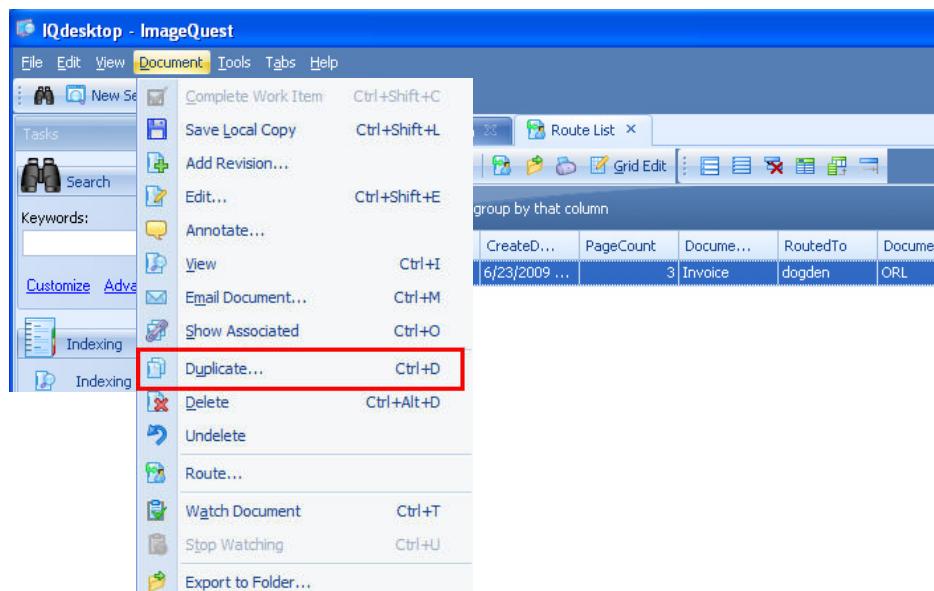 IQdesktop - ImageQuest
File Edit View Document Tools Tabs Help
New Se
Complete Work Item Ctrl+Shift+C
Tasks
Save Local Copy Ctrl+Shift+L
Route List
Add Revision...
Grid Edit
Search
Edit... Ctrl+Shift+E
group by that column
Keywords:
Annotate...
CreateD... PageCount Docume... RoutedTo Docume
View Ctrl+I
6/23/2009 ... 3 Invoice dogden ORL
Customize Adva
Email Document... Ctrl+M
Show Associated Ctrl+O
Indexing
Duplicate... Ctrl+D
Indexing
Delete Ctrl+Alt+D
Undelete
Route...
Watch Document Ctrl+T
Stop Watching Ctrl+U
Export to Folder...